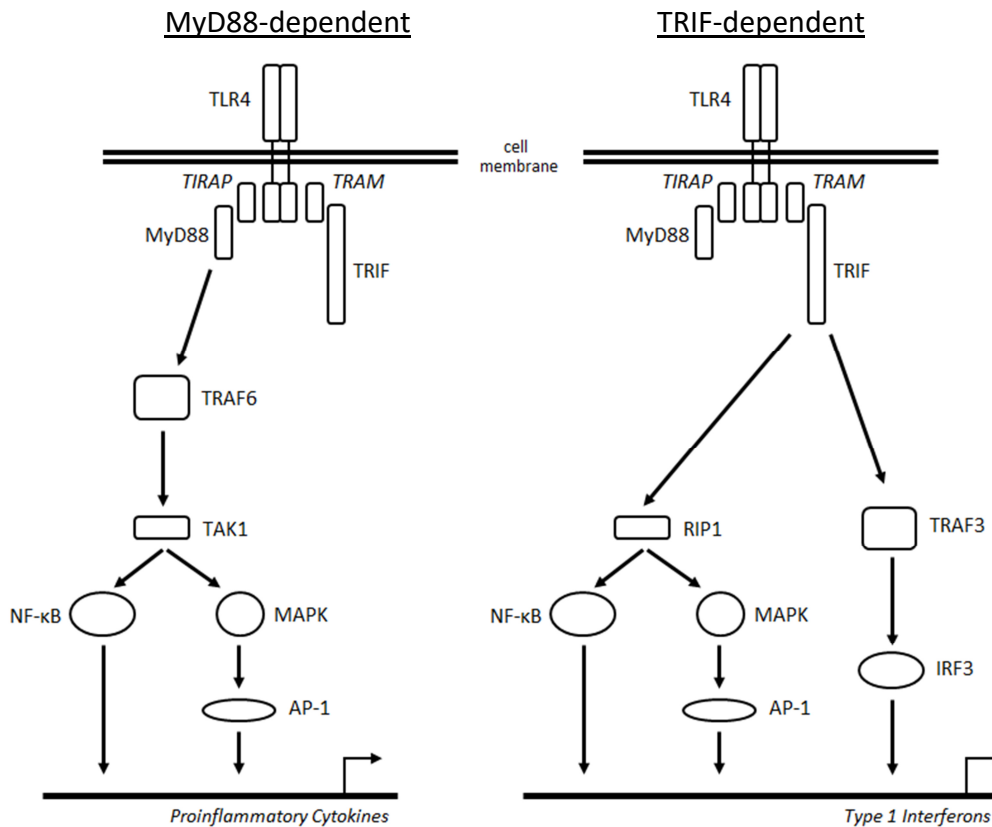 MyD88-dependent
TLR4
TIRAP
TRAM
MyD88
TRIF
TRAF6
TAK1
NF-κB
MAPK
AP-1
Proinflammatory Cytokines
cell
membrane
TRIF-dependent
TLR4
TIRAP
TRAM
MyD88
TRIF
RIP1
TRAF3
NF-κB
MAPK
IRF3
AP-1
Type 1 Interferons